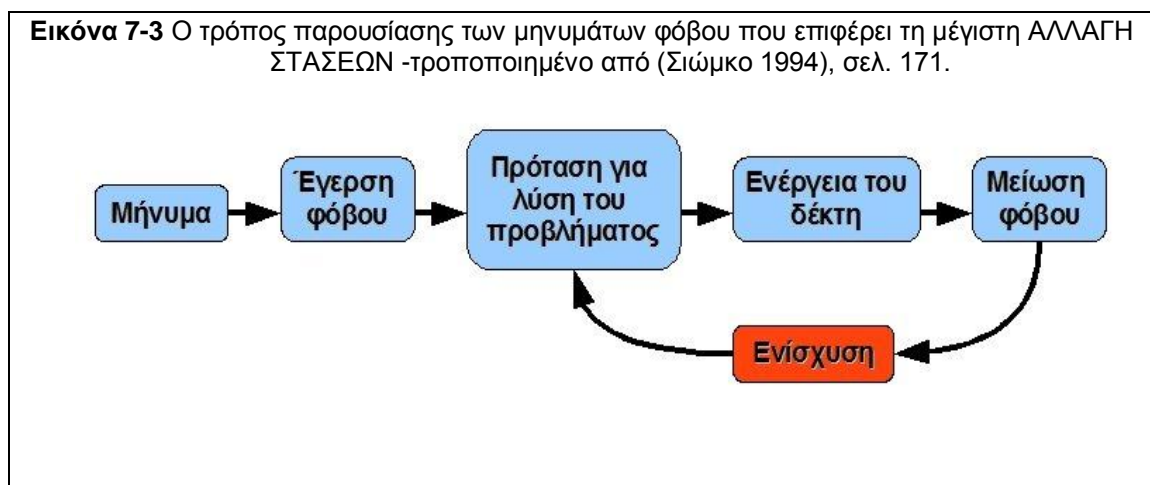 Εικόνα 7-3 Ο τρόπος παρουσίασης των μηνυμάτων φόβου που επιφέρει τη μέγιστη ΑΛΛΑΓΗ
ΣΤΑΣΕΩΝ -τροποποιημένο από (Σιώμκο 1994), σελ. 171.
Μήνυμα
Έγερση
φόβου
Πρόταση για
λύση του
προβλήματος
Ενέργεια του
δέκτη
Μείωση
φόβου
Ενίσχυση